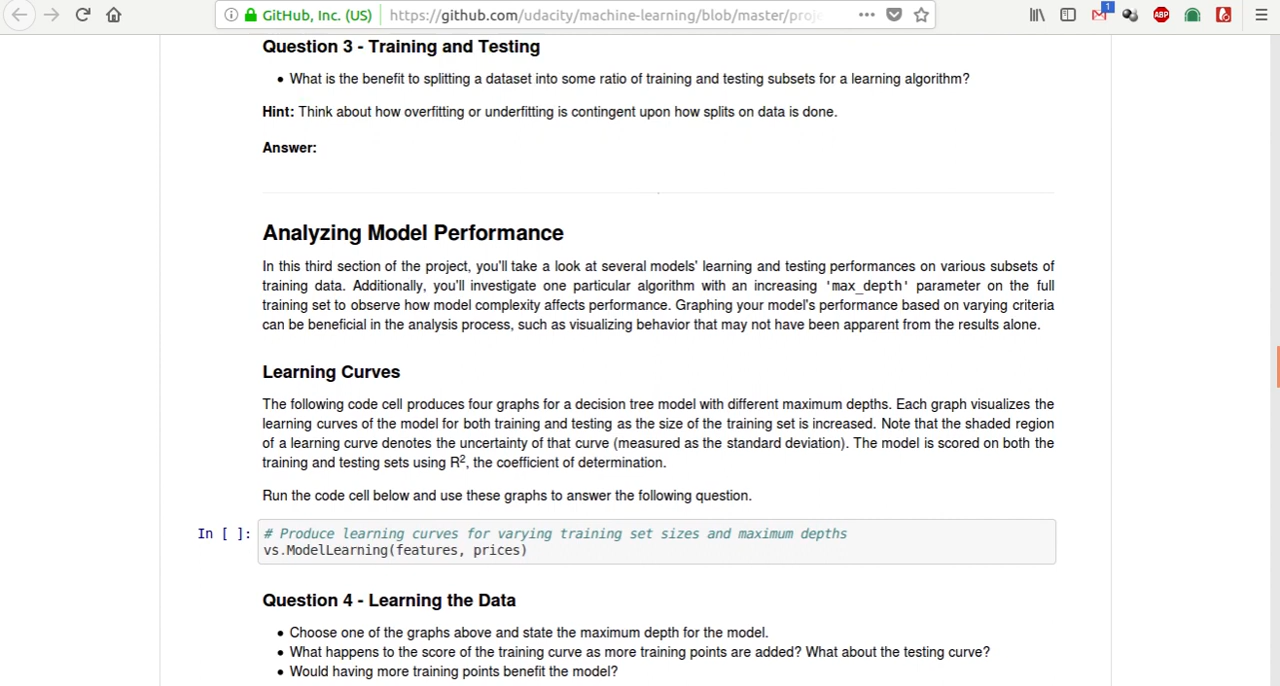 GitHub, Inc. (US) https://github.com/udacity/machine-learning/blob/master/proje
1
ABP
Question 3 - Training and Testing
• What is the benefit to splitting a dataset into some ratio of training and testing subsets for a learning algorithm?
Hint: Think about how overfitting or underfitting is contingent upon how splits on data is done.
Answer:
Analyzing Model Performance
In this third section of the project, you'll take a look at several models' learning and testing performances on various subsets of
training data. Additionally, you'll investigate one particular algorithm with an increasing 'max_depth' parameter on the full
training set to observe how model complexity affects performance. Graphing your model's performance based on varying criteria
can be beneficial in the analysis process, such as visualizing behavior that may not have been apparent from the results alone.
Learning Curves
The following code cell produces four graphs for a decision tree model with different maximum depths. Each graph visualizes the
learning curves of the model for both training and testing as the size of the training set is increased. Note that the shaded region
of a learning curve denotes the uncertainty of that curve (measured as the standard deviation). The model is scored on both the
training and testing sets using R², the coefficient of determination.
Run the code cell below and use these graphs to answer the following question.
In [ ]: # Produce learning curves for varying training set sizes and maximum depths
vs.ModelLearning(features, prices)
Question 4 - Learning the Data
• Choose one of the graphs above and state the maximum depth for the model.
• What happens to the score of the training curve as more training points are added? What about the testing curve?
• Would having more training points benefit the model?